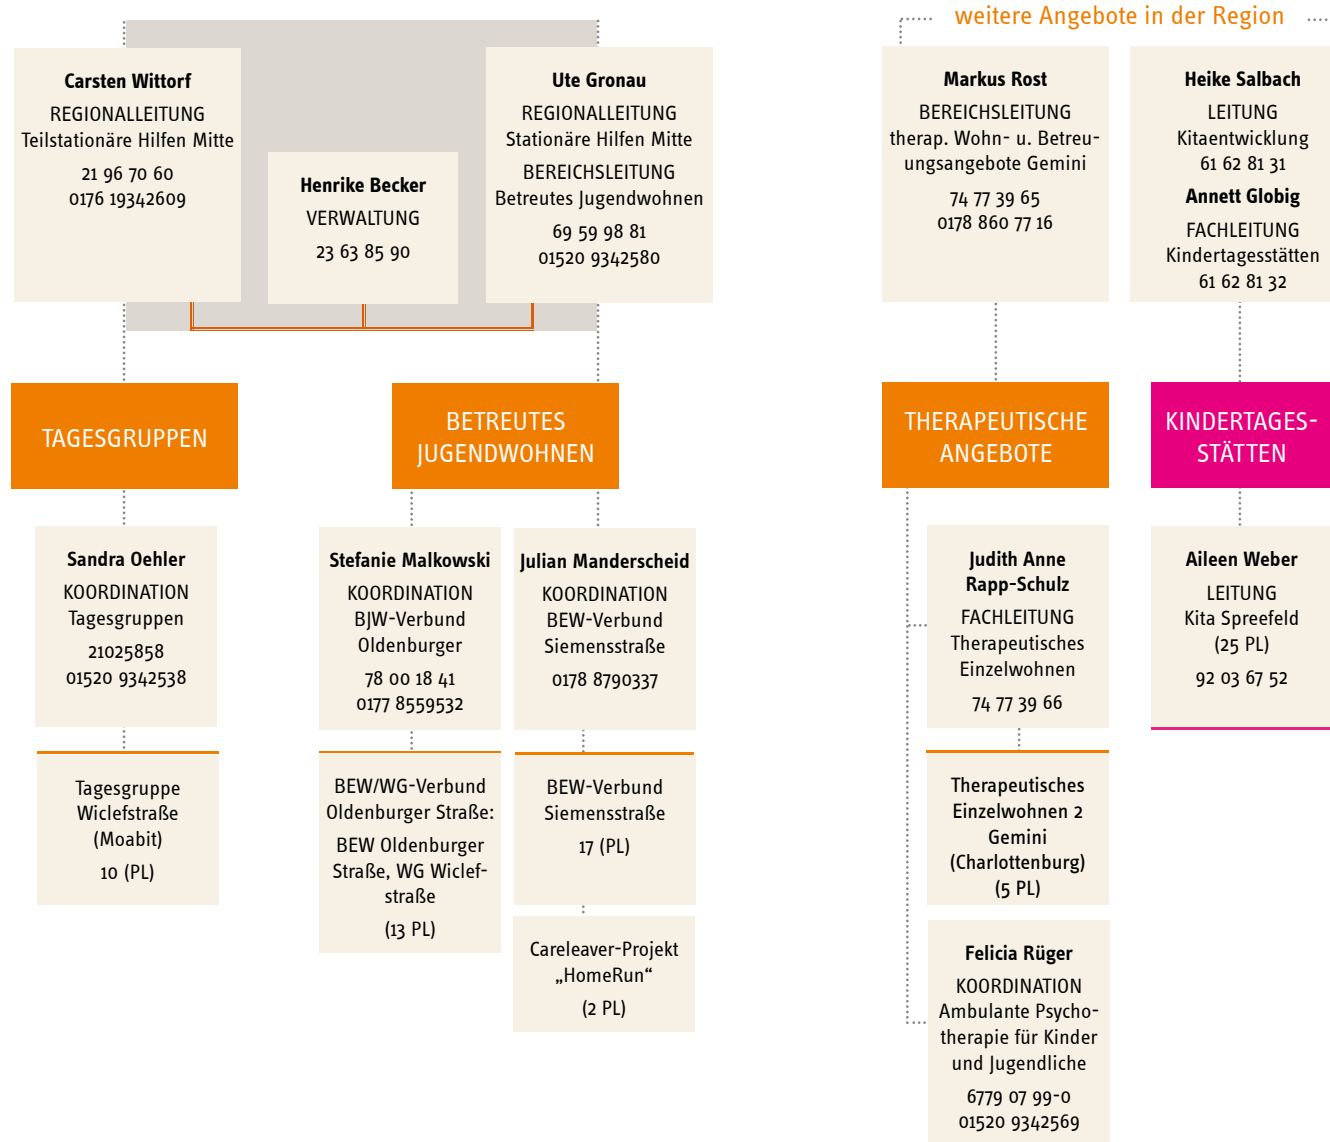 weitere Angebote in der Region
Carsten Wittorf
REGIONALLEITUNG
Teilstationäre Hilfen Mitte
21 96 70 60
0176 19342609
Henrike Becker
VERWALTUNG
23 63 85 90
Ute Gronau
REGIONALLEITUNG
Stationäre Hilfen Mitte
BEREICHSLEITUNG
Betreutes Jugendwohnen
69 59 98 81
01520 9342580
Markus Rost
BEREICHSLEITUNG
therap. Wohn- u. Betreu-
ungsangebote Gemini
74 77 39 65
0178 860 77 16
Heike Salbach
LEITUNG
Kitaentwicklung
61 62 81 31
Annett Globig
FACHLEITUNG
Kindertagesstätten
61 62 81 32
TAGESGRUPPEN
BETREUTES
JUGENDWOHNEN
THERAPEUTISCHE
ANGEBOTE
KINDERTAGES-
STÄTTEN
Sandra Oehler
KOORDINATION
Tagesgruppen
21025858
01520 9342538
Stefanie Malkowski
KOORDINATION
BJW-Verbund
Oldenburger
78 00 18 41
0177 8559532
Julian Manderscheid
KOORDINATION
BEW-Verbund
Siemensstraße
0178 8790337
Judith Anne
Rapp-Schulz
FACHLEITUNG
Therapeutisches
Einzelwohnen
74 77 39 66
Aileen Weber
LEITUNG
Kita Spreefeld
(25 PL)
92 03 67 52
Tagesgruppe
Wiclefstraße
(Moabit)
10 (PL)
BEW/WG-Verbund
Oldenburger Straße:
BEW Oldenburger
Straße, WG Wiclef-
straße
(13 PL)
BEW-Verbund
Siemensstraße
17 (PL)
Careleaver-Projekt
„HomeRun“
(2 PL)
Therapeutisches
Einzelwohnen 2
Gemini
(Charlottenburg)
(5 PL)
Felicia Rüger
KOORDINATION
Ambulante Psycho-
therapie für Kinder
und Jugendliche
6779 07 99-0
01520 9342569